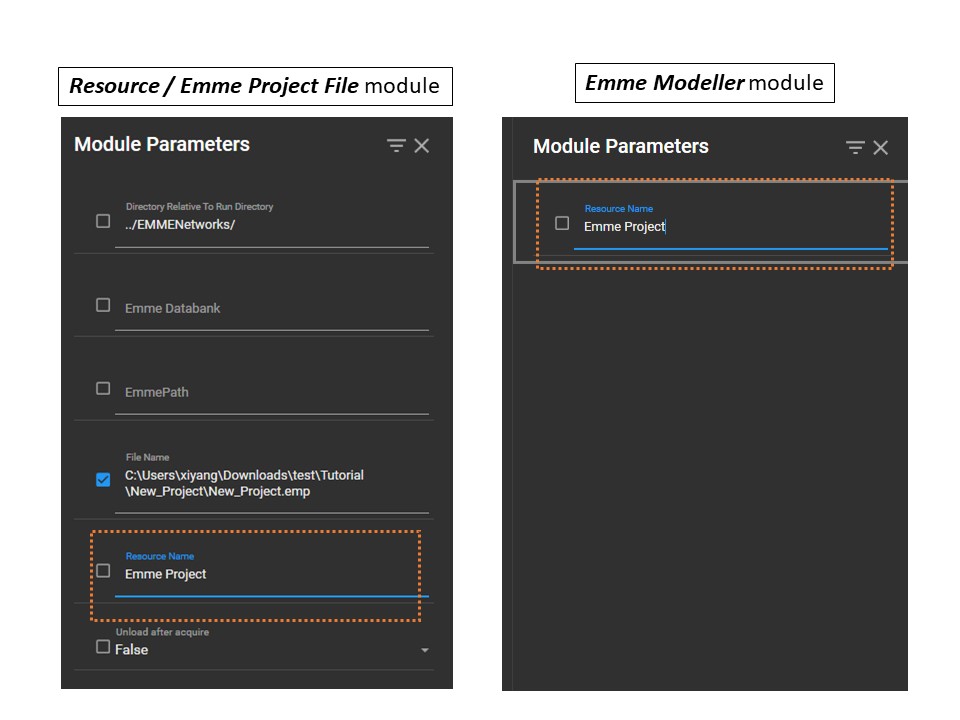 Resource / Emme Project File module
Module Parameters
Directory Relative To Run Directory
../EMMENetworks/
Emme Databank
EmmePath
File Name
C:\Users\xiyang\Downloads\test\Tutorial
\New_Project\New_Project.emp
Resource Name
Emme Project
Unload after acquire
False
Emme Modeller module
Module Parameters
Resource Name
Emme Project